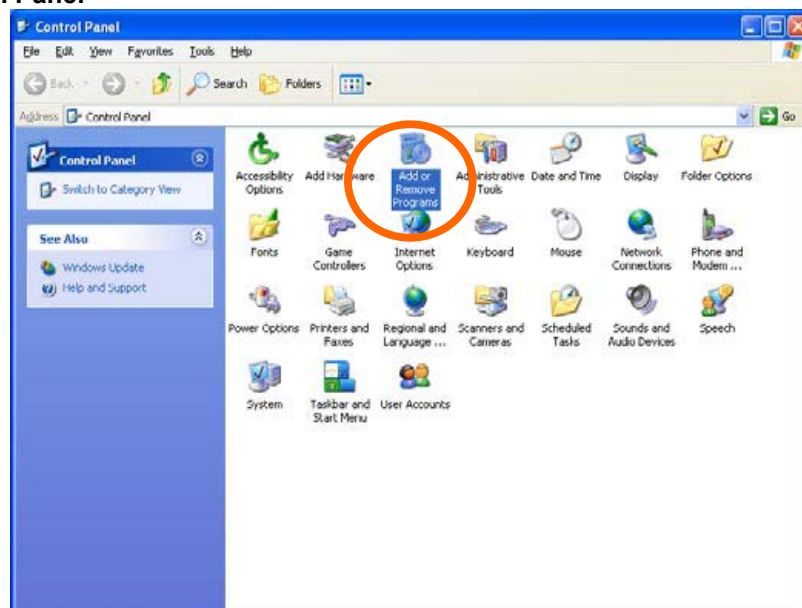 Control Panel
File Edit View Favorites Tools Help
Back Search Folders
Address Control Panel Go
Control Panel
Switch to Category View
See Also
Windows Update
Help and Support
Accessibility Options
Add Hardware
Add or Remove Programs
Administrative Tools
Date and Time
Display
Folder Options
Fonts
Game Controllers
Internet Options
Keyboard
Mouse
Network Connections
Phone and Modem ...
Power Options
Printers and Faxes
Regional and Language ...
Scanners and Cameras
Scheduled Tasks
Sounds and Audio Devices
Speech
System
Taskbar and Start Menu
User Accounts